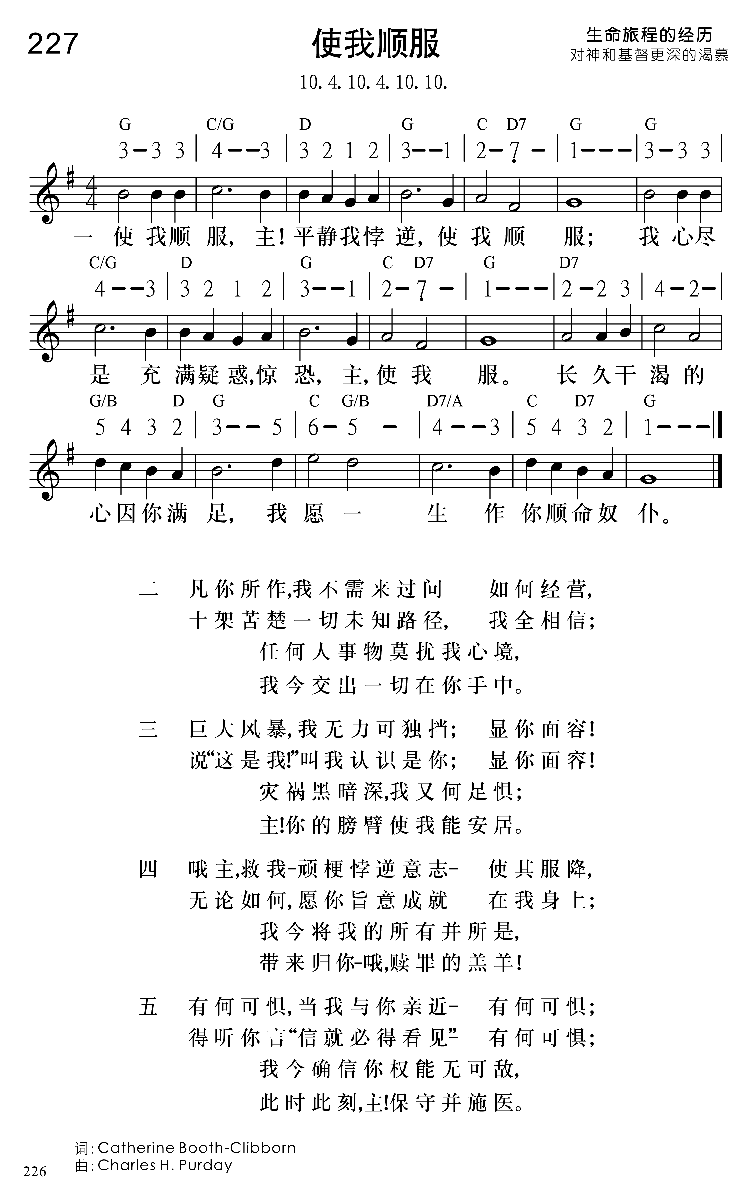 227
使我顺服
生命旅程的经历
对神和基督更深的渴慕
10. 4. 10. 4. 10. 10.
G C/G D G C D7 G G
3 - 3 3 | 4 - - 3 | 3 2 1 2 | 3 - - 1 | 2 - 7̣ - | 1 - - - | 3 - 3 3 |
一 使 我顺 服, 主! 平静我悖 逆, 使 我 顺 服; 我 心尽
C/G D G C D7 G D7
4 - - 3 | 3 2 1 2 | 3 - - 1 | 2 - 7̣ - | 1 - - - | 2 - 2 3 | 4 - 2 - |
是 充 满疑 惑,惊 恐, 主, 使 我 服。 长 久干 渴 的
G/B D G C G/B D7/A C D7 G
5 4 3 2 | 3 - - 5 | 6 - 5 - | 4 - - 3 | 5 4 3 2 | 1 - - -
心 因 你 满 足, 我 愿 一 生 作 你 顺 命 奴 仆。
二 凡你所作,我不需来过问 如何经营,
十架苦楚一切未知路径, 我全相信;
任何人事物莫扰我心境,
我今交出一切在你手中。
三 巨大风暴,我无力可独挡; 显你面容!
说“这是我!”叫我认识是你; 显你面容!
灾祸黑暗深,我又何足惧;
主!你的膀臂使我能安居。
四 哦主,救我-顽梗悖逆意志- 使其服降,
无论如何,愿你旨意成就 在我身上;
我今将我的所有并所是,
带来归你-哦,赎罪的羔羊!
五 有何可惧,当我与你亲近- 有何可惧;
得听你言“信就必得看见”- 有何可惧;
我今确信你权能无可敌,
此时此刻,主!保守并施医。
词: Catherine Booth-Clibborn
曲: Charles H. Purday
226